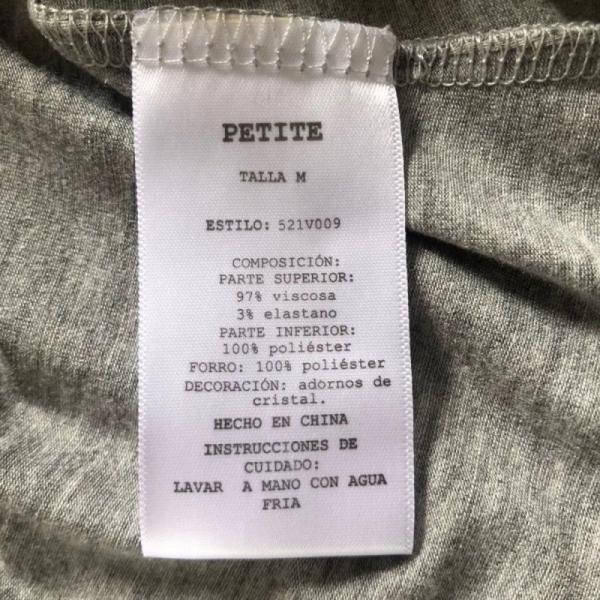 PETITE
TALLA M
ESTILO: 521V009
COMPOSICIÓN:
PARTE SUPERIOR:
97% viscosa
3% elastano
PARTE INFERIOR:
100% poliéster
FORRO: 100% poliéster
DECORACIÓN: adornos de
cristal.
HECHO EN CHINA
INSTRUCCIONES DE
CUIDADO:
LAVAR A MANO CON AGUA
FRIA